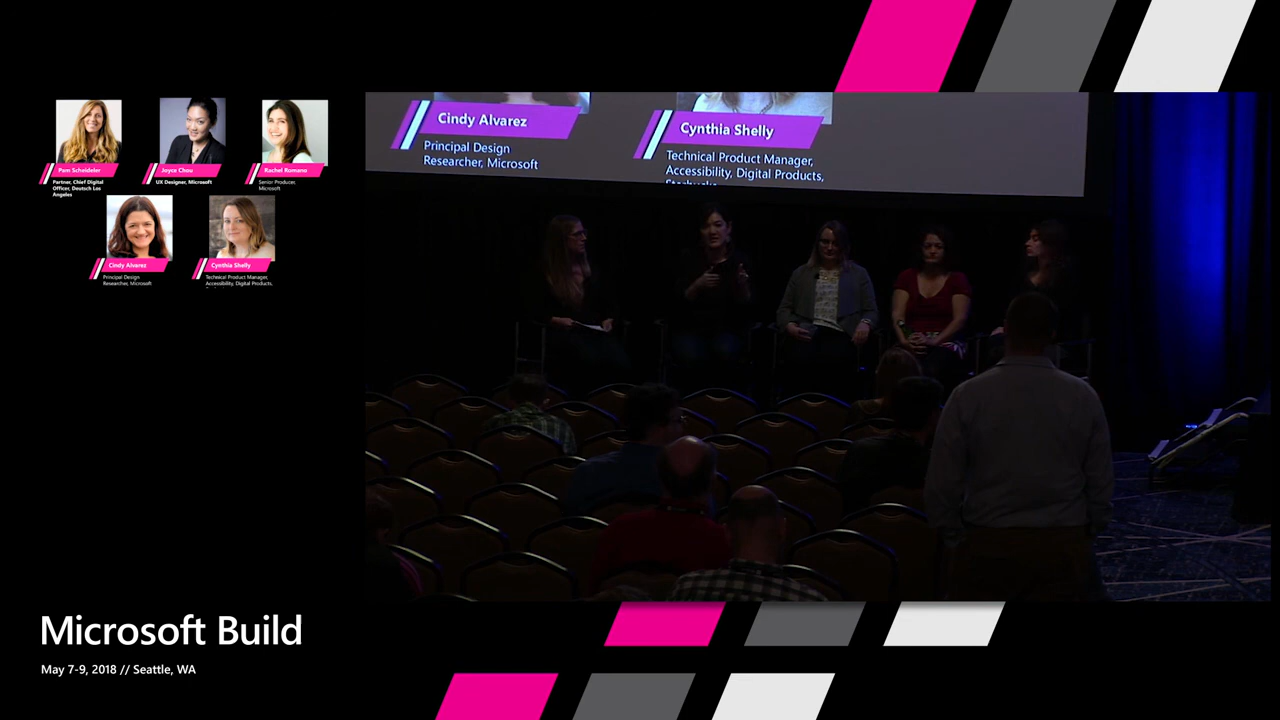 Pam Scheideler
Partner, Chief Digital
Officer, Deutsch Los
Angeles
Joyce Chou
UX Designer, Microsoft
Rachel Romano
Senior Producer,
Microsoft
Cindy Alvarez
Principal Design
Researcher, Microsoft
Cynthia Shelly
Technical Product Manager,
Accessibility, Digital Products,
Cindy Alvarez
Principal Design
Researcher, Microsoft
Cynthia Shelly
Technical Product Manager,
Accessibility, Digital Products,
Microsoft Build
May 7-9, 2018 // Seattle, WA